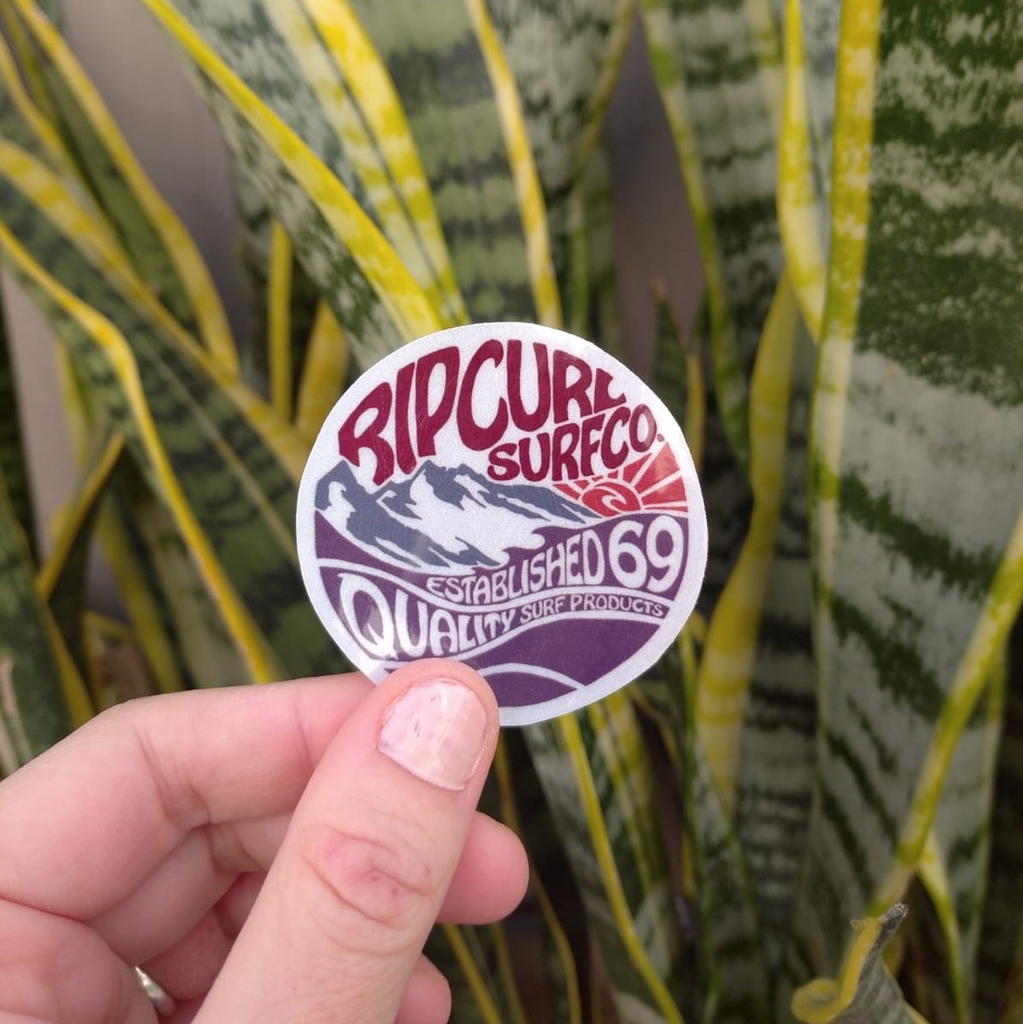 RIPCURL
SURFCO.
ESTABLISHED 69
QUALITY SURF PRODUCTS